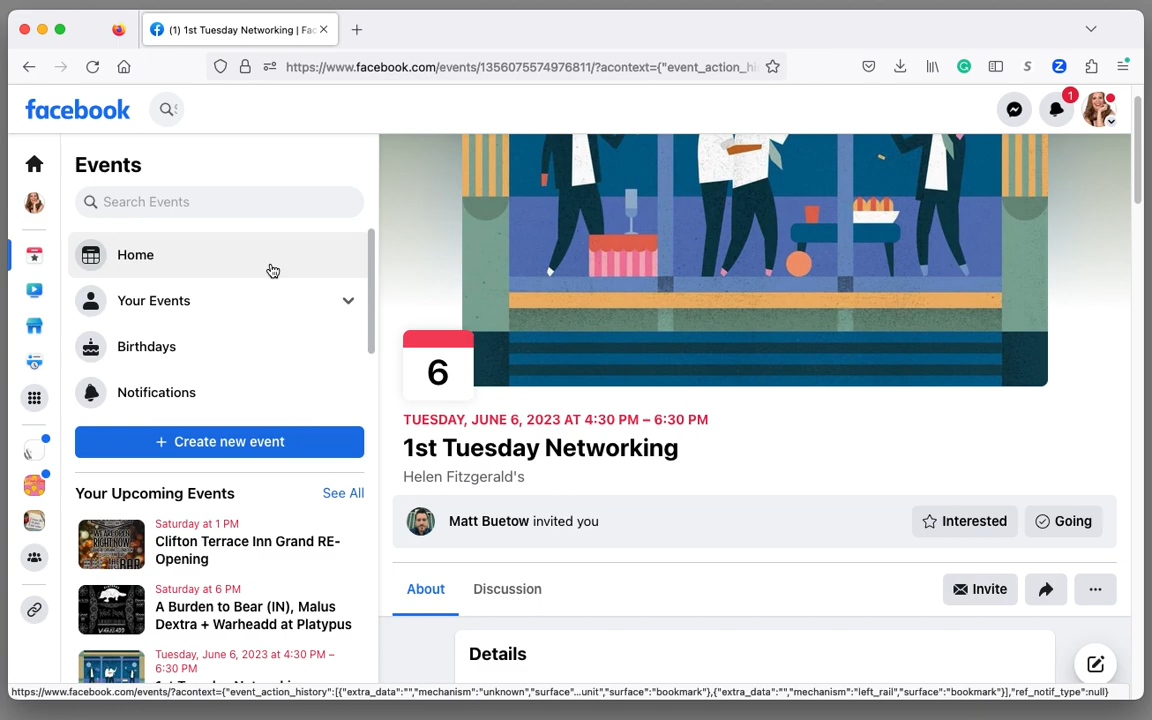 (1) 1st Tuesday Networking | Fac
https://www.facebook.com/events/1356075574976811/?acontext={"event_action_hi
facebook
1
Events
Search Events
Home
Your Events
Birthdays
Notifications
+ Create new event
Your Upcoming Events
See All
Saturday at 1 PM
Clifton Terrace Inn Grand RE-
Opening
Saturday at 6 PM
A Burden to Bear (IN), Malus
Dextra + Warheadd at Platypus
Tuesday, June 6, 2023 at 4:30 PM –
6:30 PM
6
TUESDAY, JUNE 6, 2023 AT 4:30 PM – 6:30 PM
1st Tuesday Networking
Helen Fitzgerald's
Matt Buetow invited you
Interested
Going
About
Discussion
Invite
Details
https://www.facebook.com/events/?acontext={"event_action_history":[{"extra_data":"","mechanism":"unknown","surface"...unit","surface":"bookmark"},{"extra_data":"","mechanism":"left_rail","surface":"bookmark"}],"ref_notif_type":null}